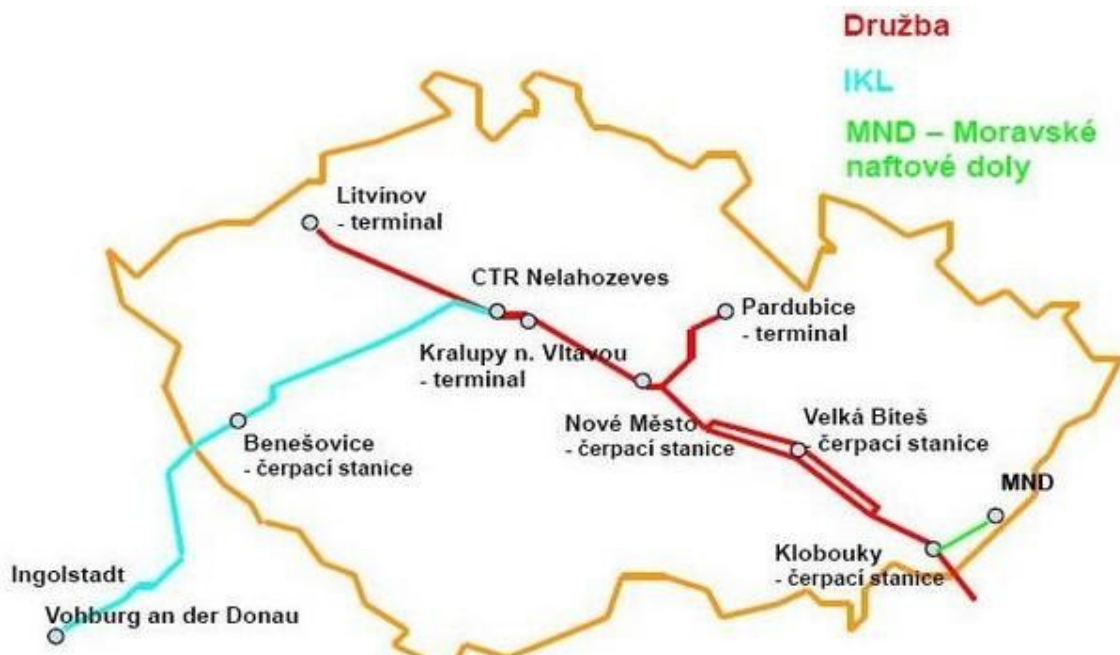 Družba
IKL
MND – Moravské
naftové doly
Litvínov
- terminal
CTR Nelahozeves
Pardubice
- terminal
Kralupy n. Vltavou
- terminal
Nové Město
- čerpací stanice
Velká Bíteš
- čerpací stanice
Benešovice
- čerpací stanice
MND
Klobouky
- čerpací stanice
Ingolstadt
Vohburg an der Donau